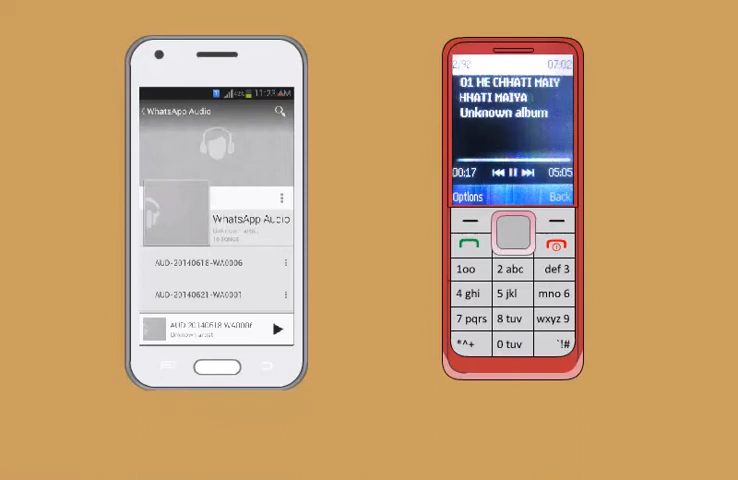 11:23 AM
WhatsApp Audio
WhatsApp Audio
AUD-20140618-WA0006
AUD-20140621-WA0001
AUD 20140618 WA0006
Unknown artist
2/92
07:02
01 HE CHHATI MAIY
HHATI MAIYA
Unknown album
00:17
05:05
Options
Back
1oo
2 abc
def 3
4 ghi
5 jkl
mno 6
7 pqrs
8 tuv
wxyz 9
*^+
0 tuv
`!#